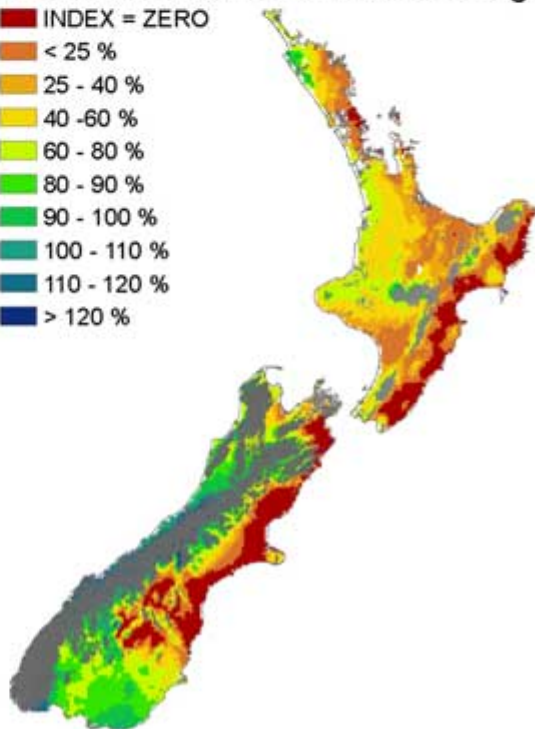 INDEX = ZERO
< 25 %
25 - 40 %
40 -60 %
60 - 80 %
80 - 90 %
90 - 100 %
100 - 110 %
110 - 120 %
> 120 %